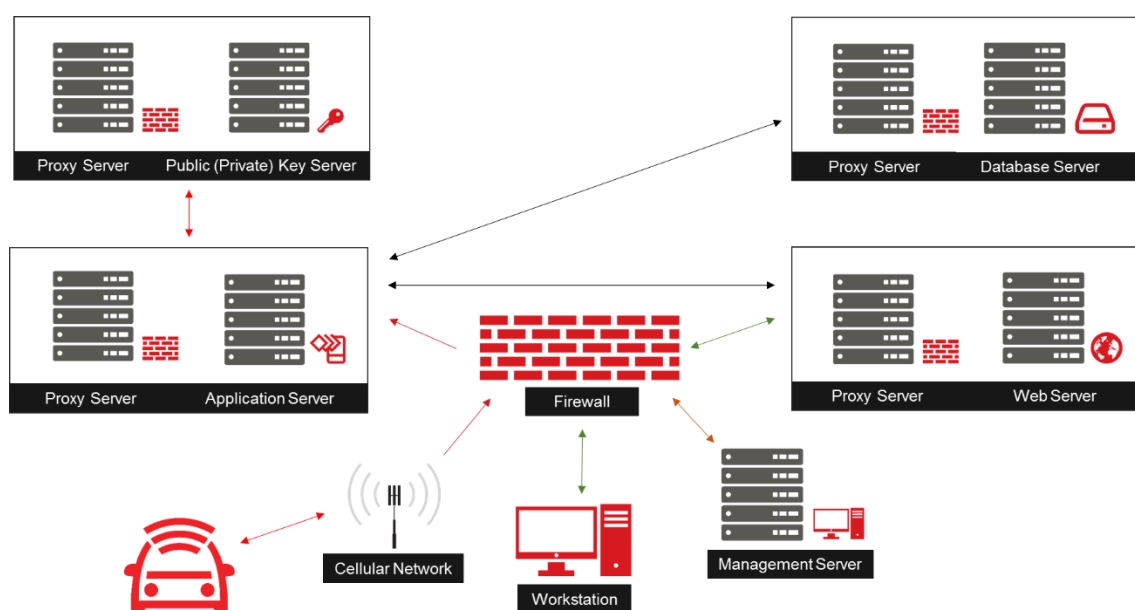 Proxy Server Public (Private) Key Server
Proxy Server Database Server
Proxy Server Application Server
Proxy Server Web Server
Firewall
Cellular Network
Management Server
Workstation